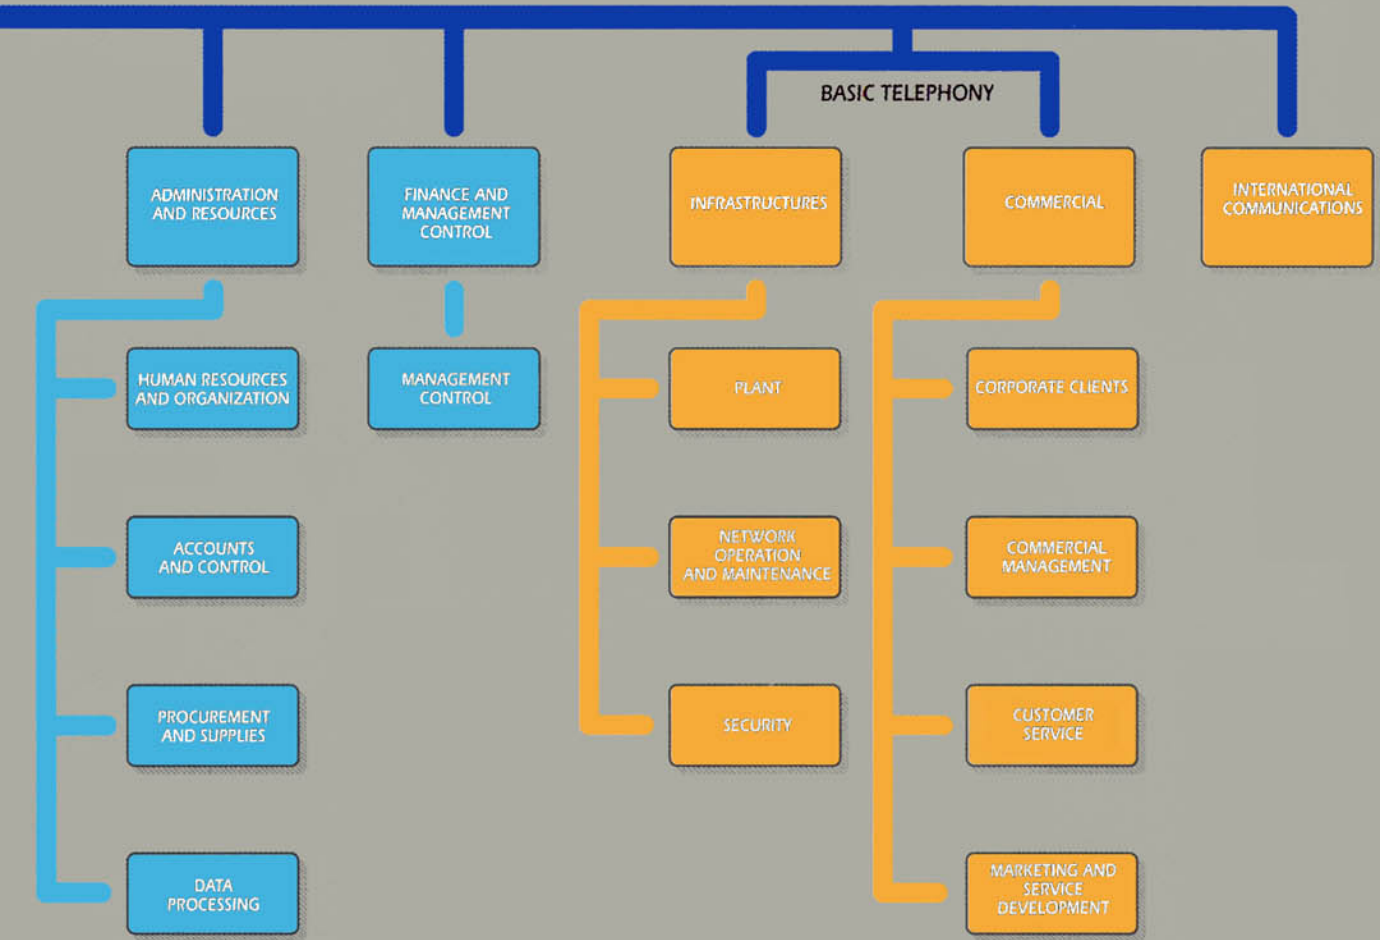 BASIC TELEPHONY
ADMINISTRATION
AND RESOURCES
FINANCE AND
MANAGEMENT
CONTROL
INFRASTRUCTURES
COMMERCIAL
INTERNATIONAL
COMMUNICATIONS
HUMAN RESOURCES
AND ORGANIZATION
MANAGEMENT
CONTROL
PLANT
CORPORATE CLIENTS
ACCOUNTS
AND CONTROL
NETWORK
OPERATION
AND MAINTENANCE
COMMERCIAL
MANAGEMENT
PROCUREMENT
AND SUPPLIES
SECURITY
CUSTOMER
SERVICE
DATA
PROCESSING
MARKETING AND
SERVICE
DEVELOPMENT